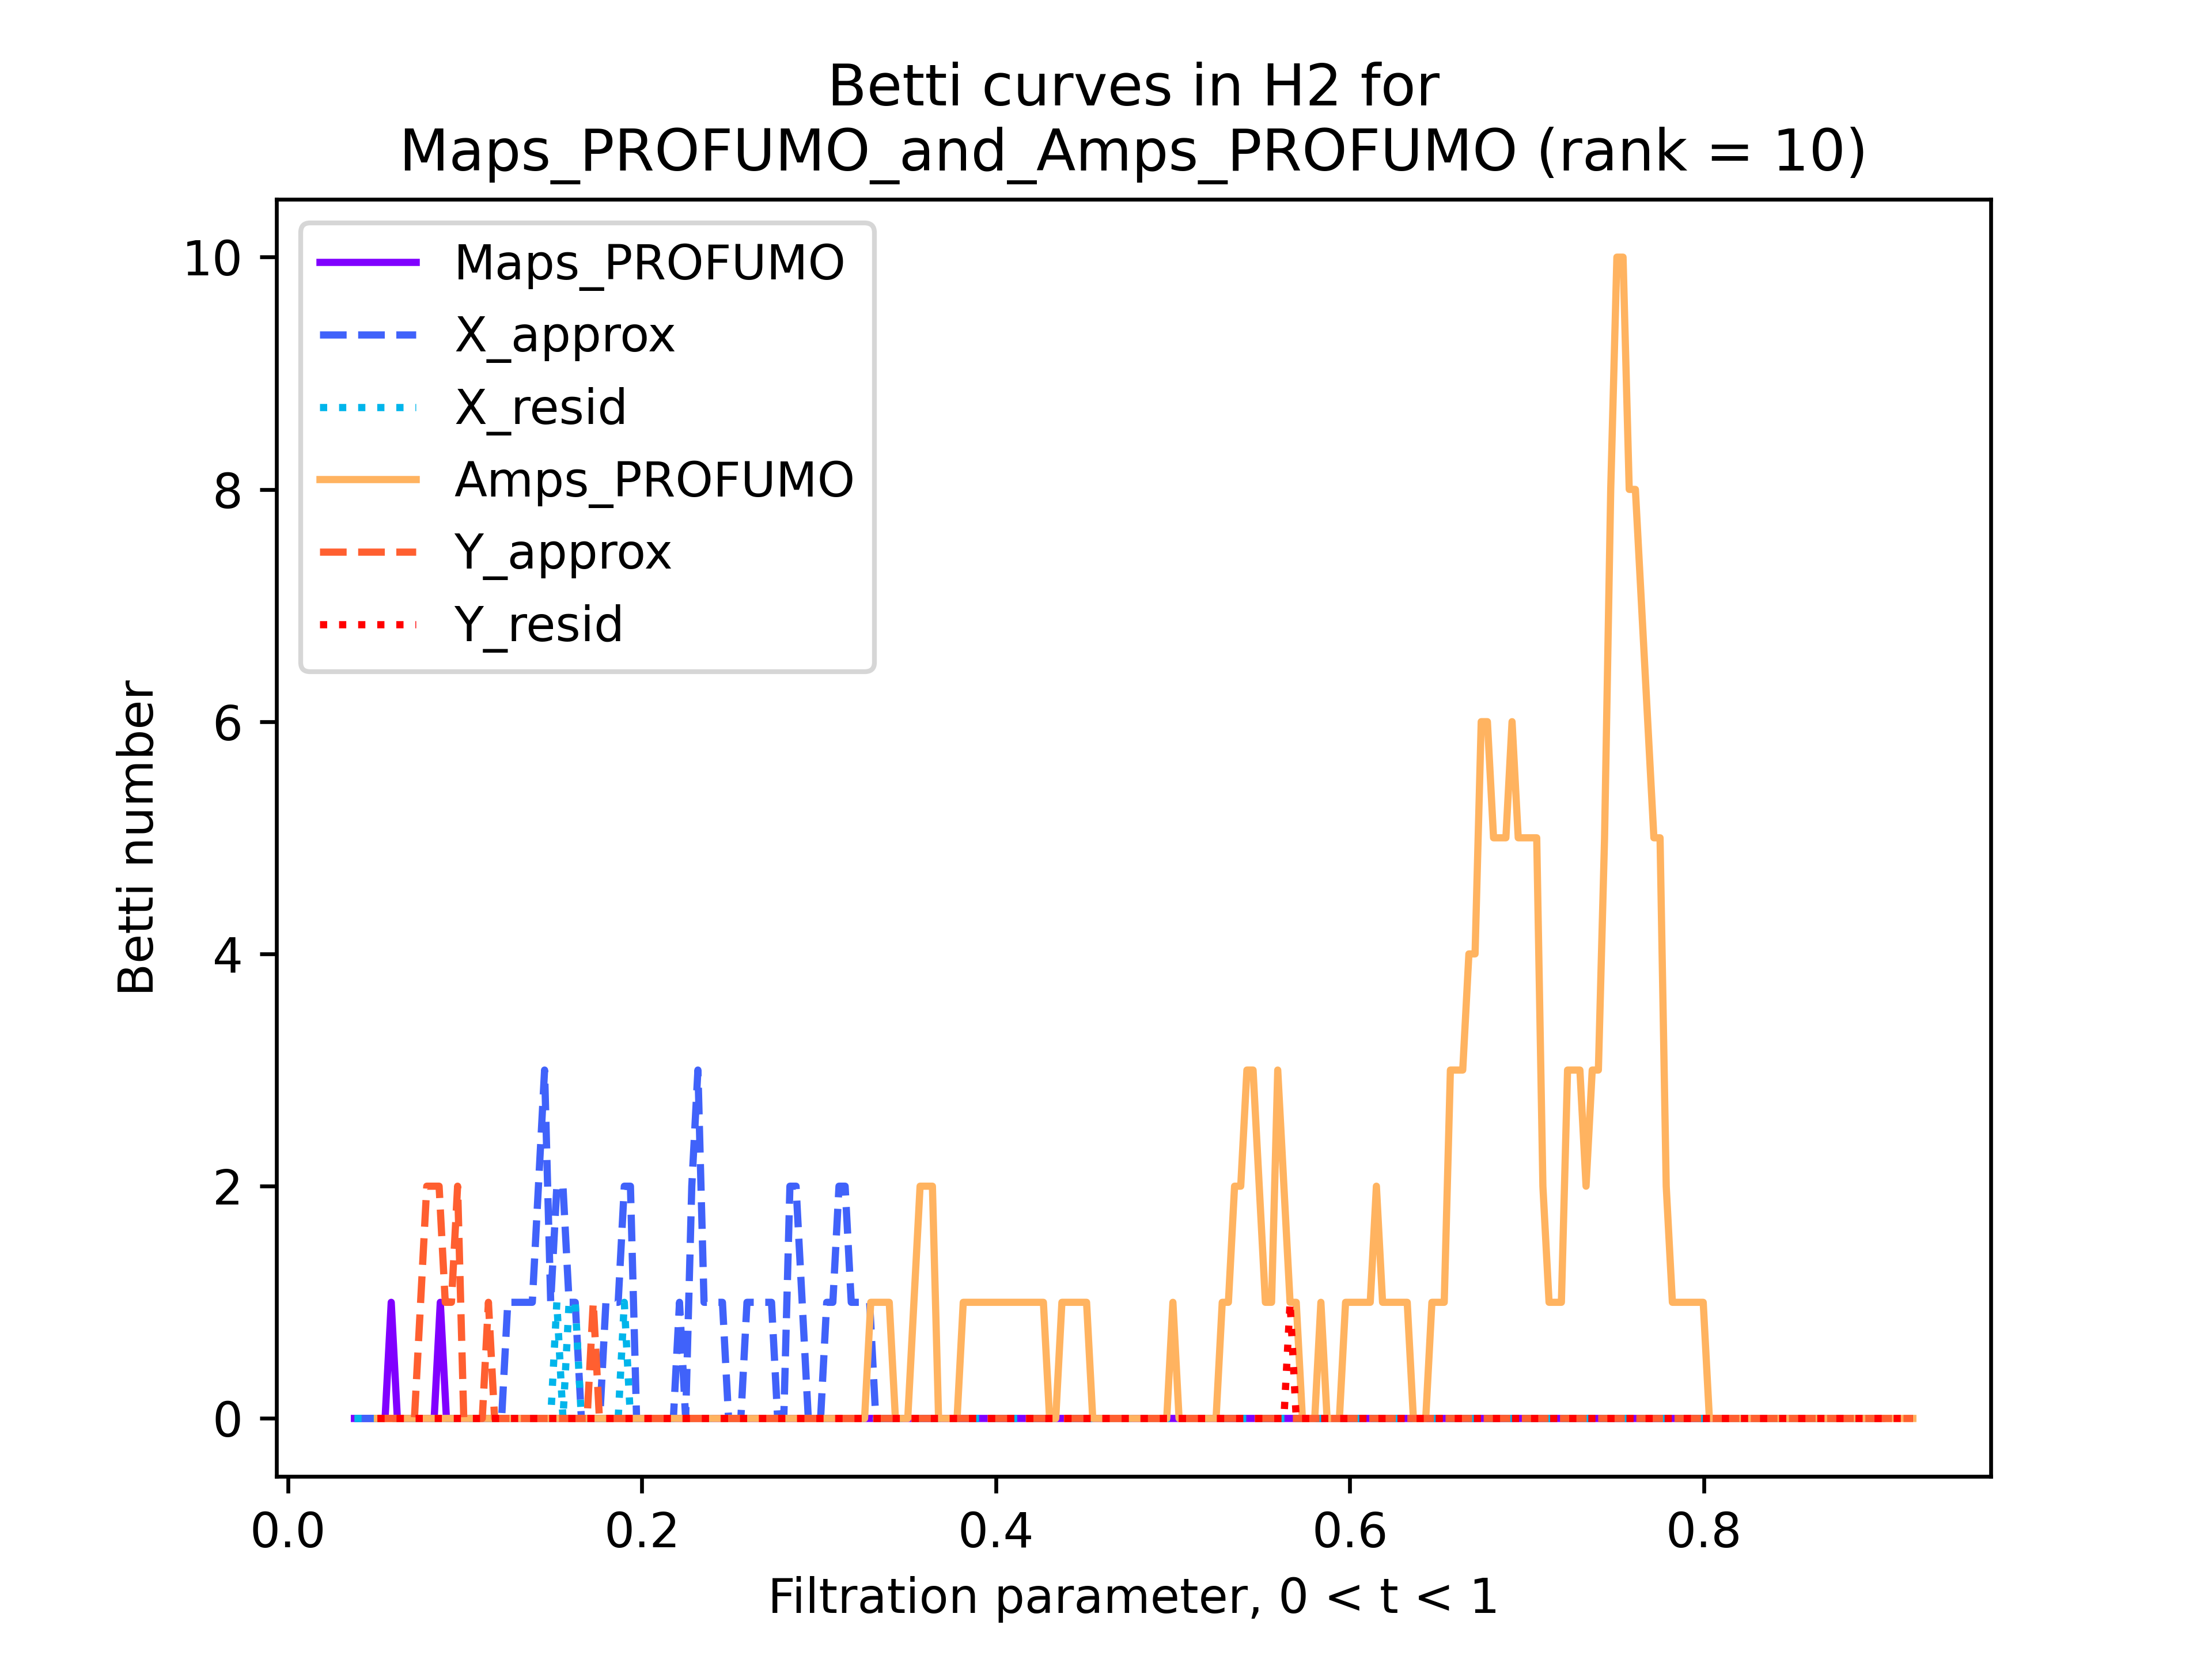 Betti curves in H2 for
Maps_PROFUMO_and_Amps_PROFUMO (rank = 10)
Maps_PROFUMO
X_approx
X_resid
Amps_PROFUMO
Y_approx
Y_resid
Betti number
10
8
6
4
2
0
0.0 0.2 0.4 0.6 0.8
Filtration parameter, 0 < t < 1